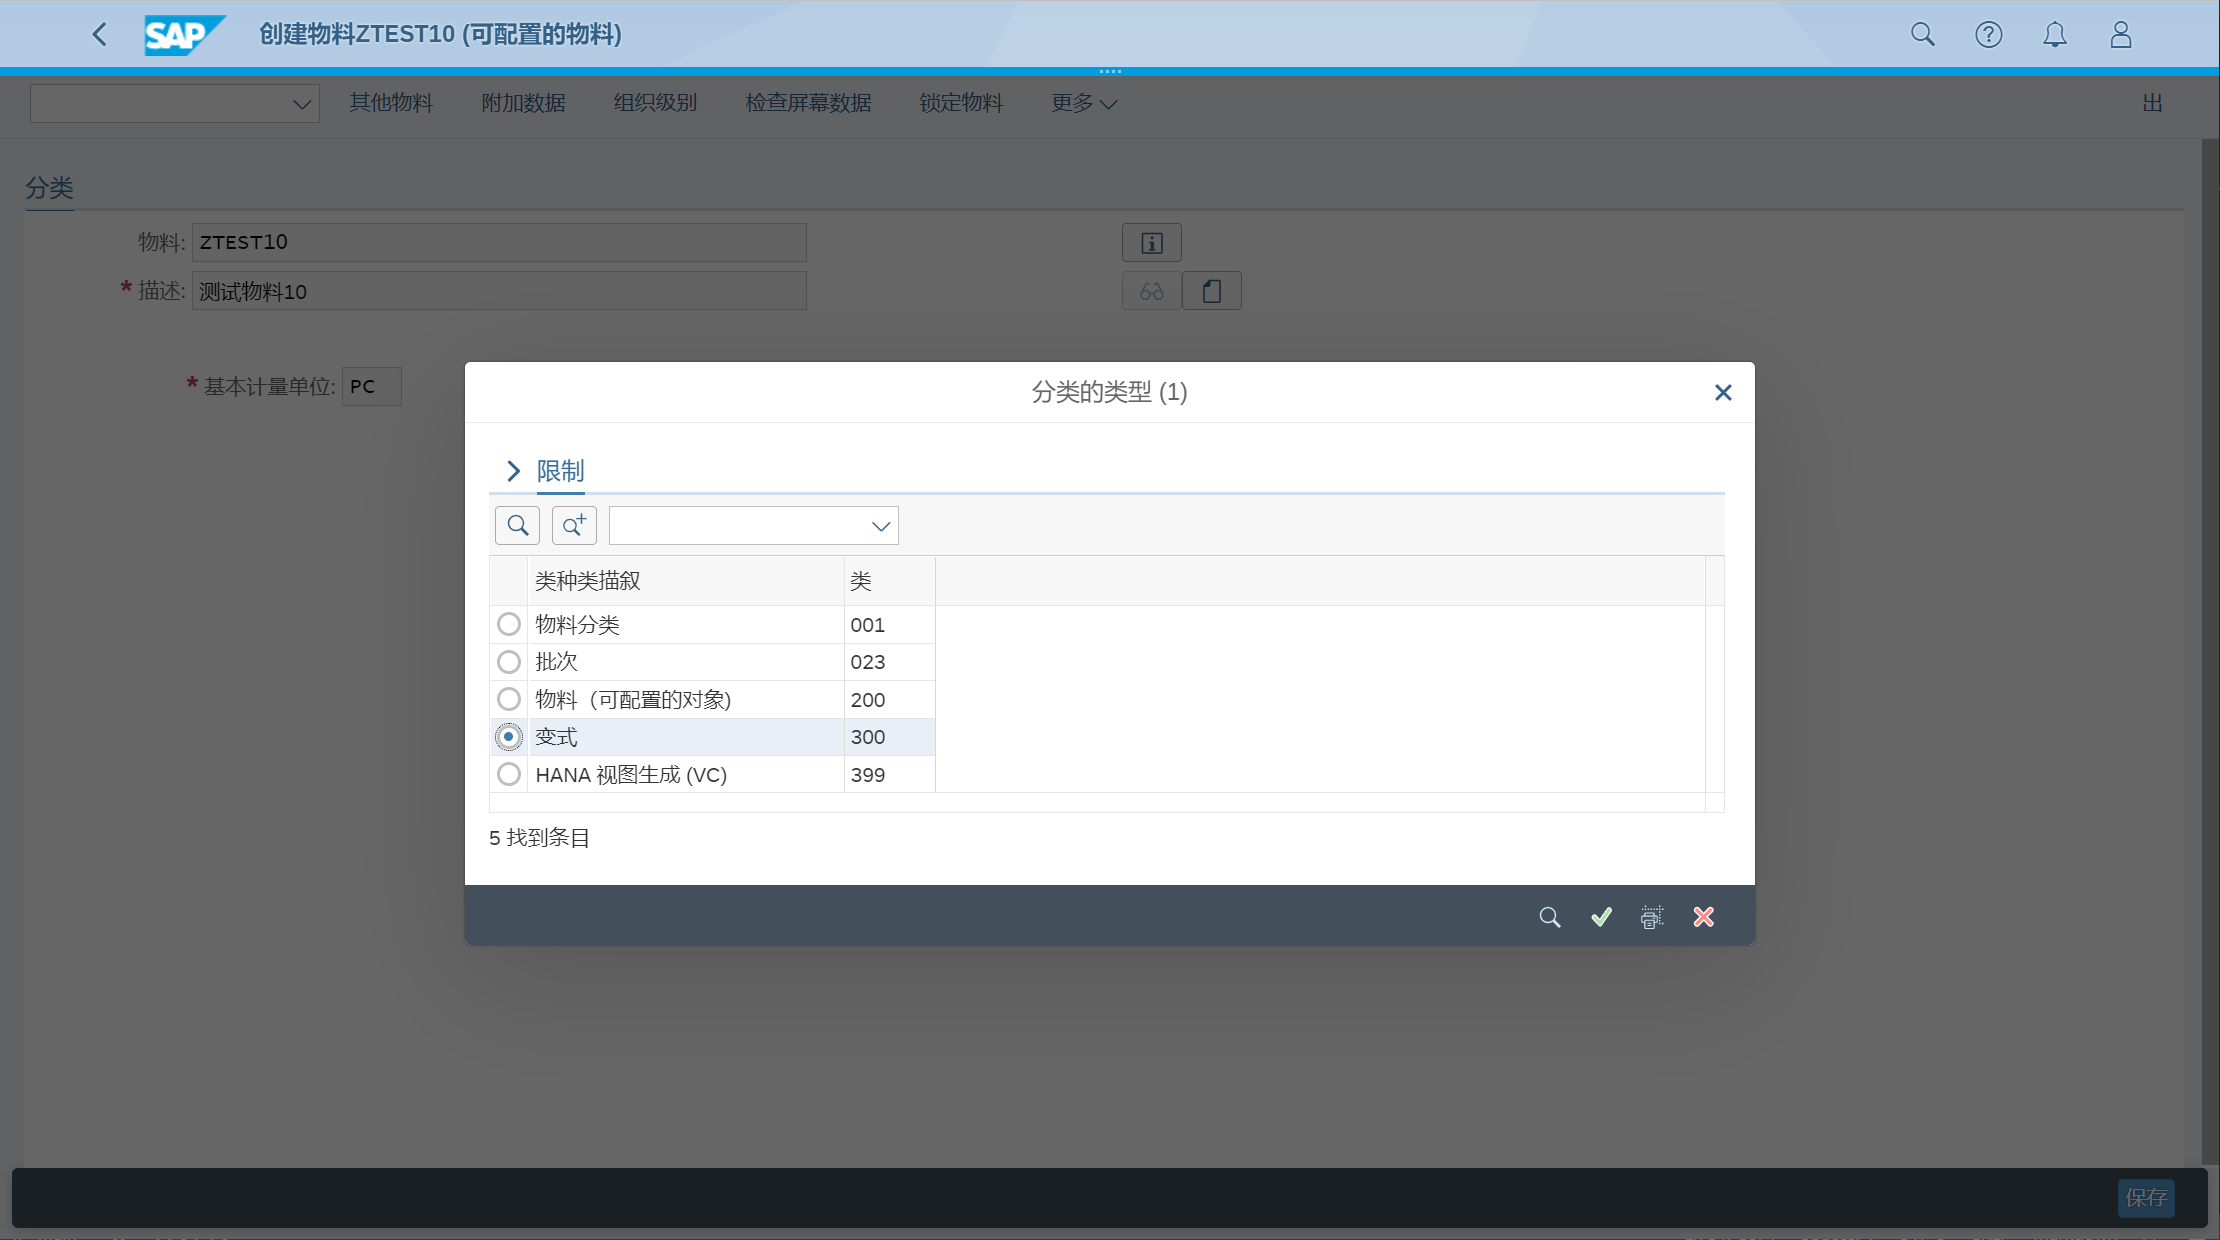 SAP 创建物料ZTEST10 (可配置的物料)
其他物料 附加数据 组织级别 检查屏幕数据 锁定物料 更多 出
分类
物料: ZTEST10
* 描述: 测试物料10
* 基本计量单位: PC
分类的类型 (1)
限制
类种类描叙 类
物料分类 001
批次 023
物料（可配置的对象) 200
变式 300
HANA 视图生成 (VC) 399
5 找到条目
保存